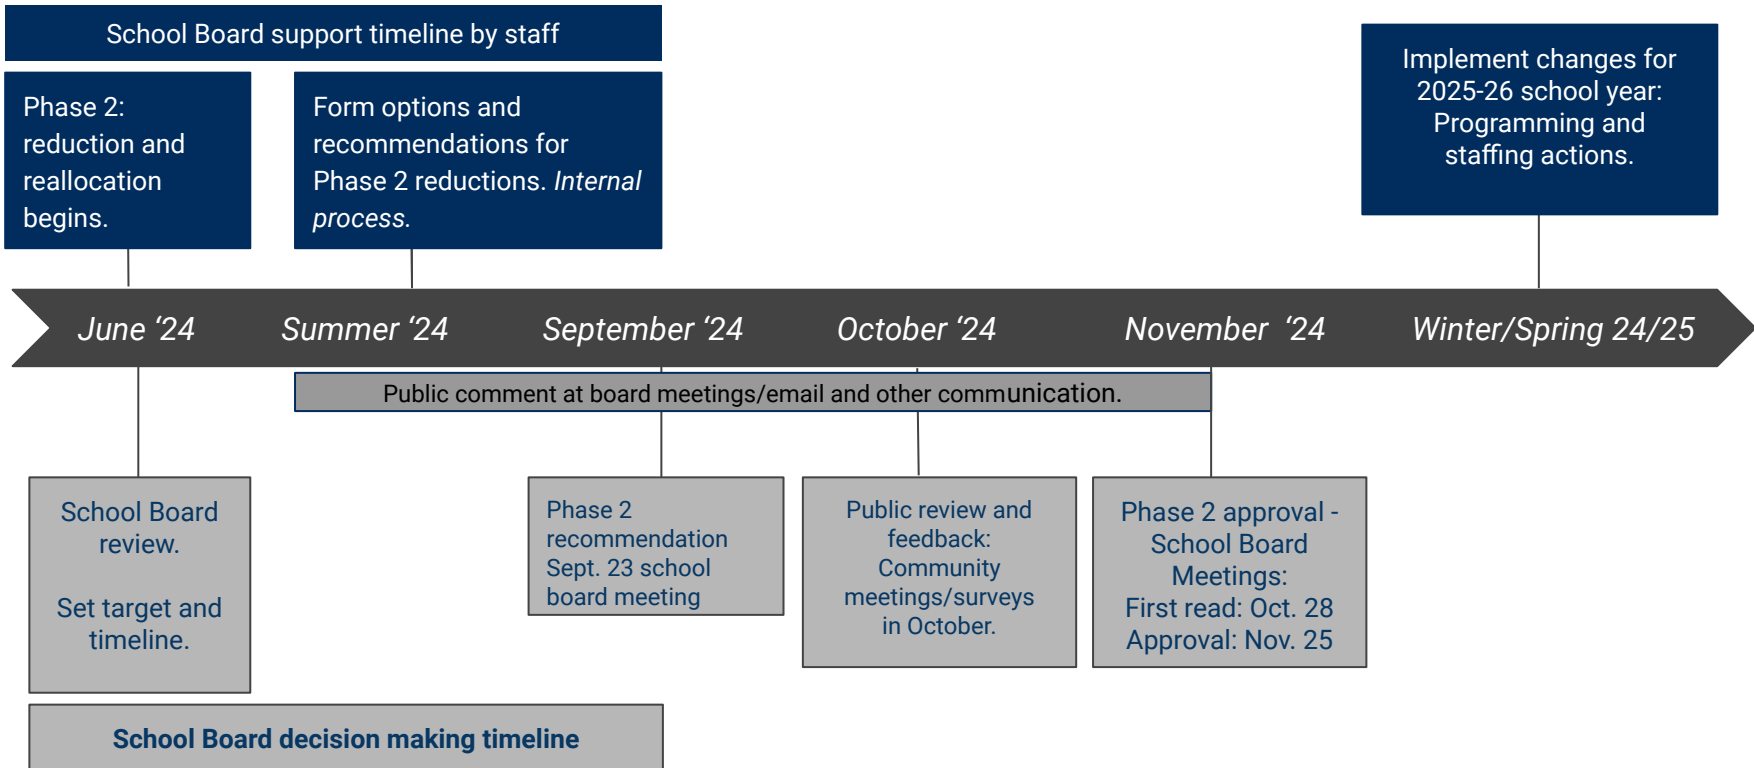 School Board support timeline by staff
Phase 2:
reduction and
reallocation
begins.
Form options and
recommendations for
Phase 2 reductions. Internal
process.
Implement changes for
2025-26 school year:
Programming and
staffing actions.
June ‘24
Summer ‘24
September ‘24
October ‘24
November ‘24
Winter/Spring 24/25
Public comment at board meetings/email and other communication.
School Board
review.
Set target and
timeline.
Phase 2
recommendation
Sept. 23 school
board meeting
Public review and
feedback:
Community
meetings/surveys
in October.
Phase 2 approval -
School Board
Meetings:
First read: Oct. 28
Approval: Nov. 25
School Board decision making timeline